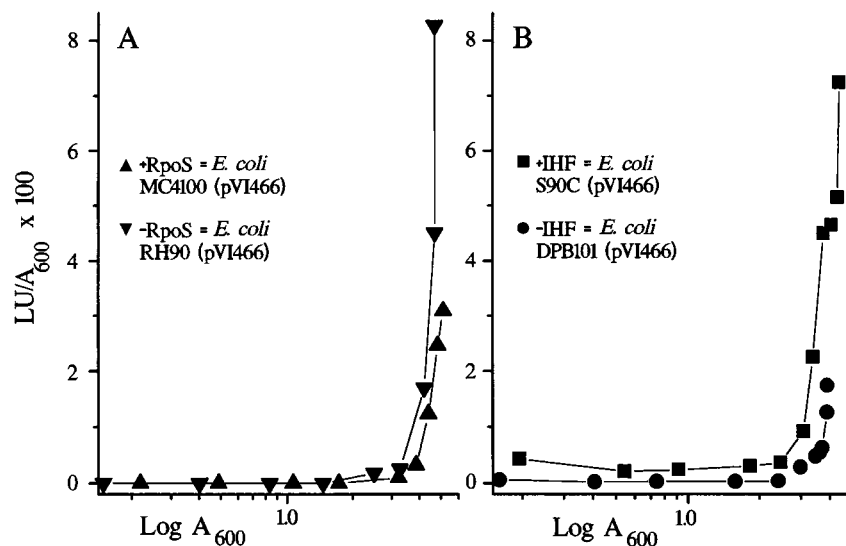 A
B
8
6
4
2
0
LU/A600 x 100
▲ +RpoS = E. coli
MC4100 (pVI466)
▼ -RpoS = E. coli
RH90 (pVI466)
1.0
Log A600
8
6
4
2
0
■ +IHF = E. coli
S90C (pVI466)
● -IHF = E. coli
DPB101 (pVI466)
1.0
Log A600